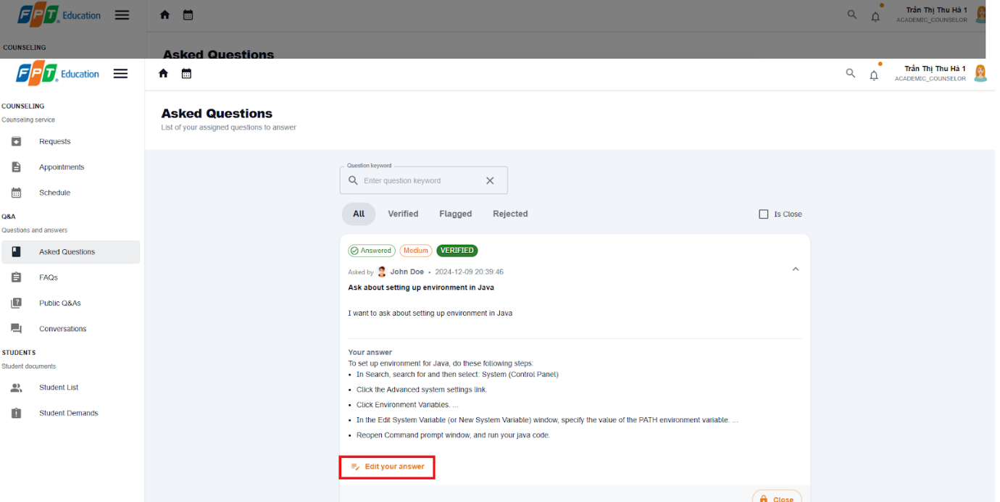 FPT Education
Trần Thị Thu Hà 1
ACADEMIC_COUNSELOR
COUNSELING
Asked Questions
FPT Education
Trần Thị Thu Hà 1
ACADEMIC_COUNSELOR
COUNSELING
Counseling service
Requests
Appointments
Schedule
Q&A
Questions and answers
Asked Questions
FAQs
Public Q&As
Conversations
STUDENTS
Student documents
Student List
Student Demands
Asked Questions
List of your assigned questions to answer
Question keyword
Enter question keyword
All Verified Flagged Rejected
Is Close
Answered Medium VERIFIED
Asked by John Doe • 2024-12-09 20:39:46
Ask about setting up environment in Java
I want to ask about setting up environment in Java
Your answer
To set up environment for Java, do these following steps:
• In Search, search for and then select: System (Control Panel)
• Click the Advanced system settings link.
• Click Environment Variables. ...
• In the Edit System Variable (or New System Variable) window, specify the value of the PATH environment variable. ...
• Reopen Command prompt window, and run your java code.
Edit your answer
Close